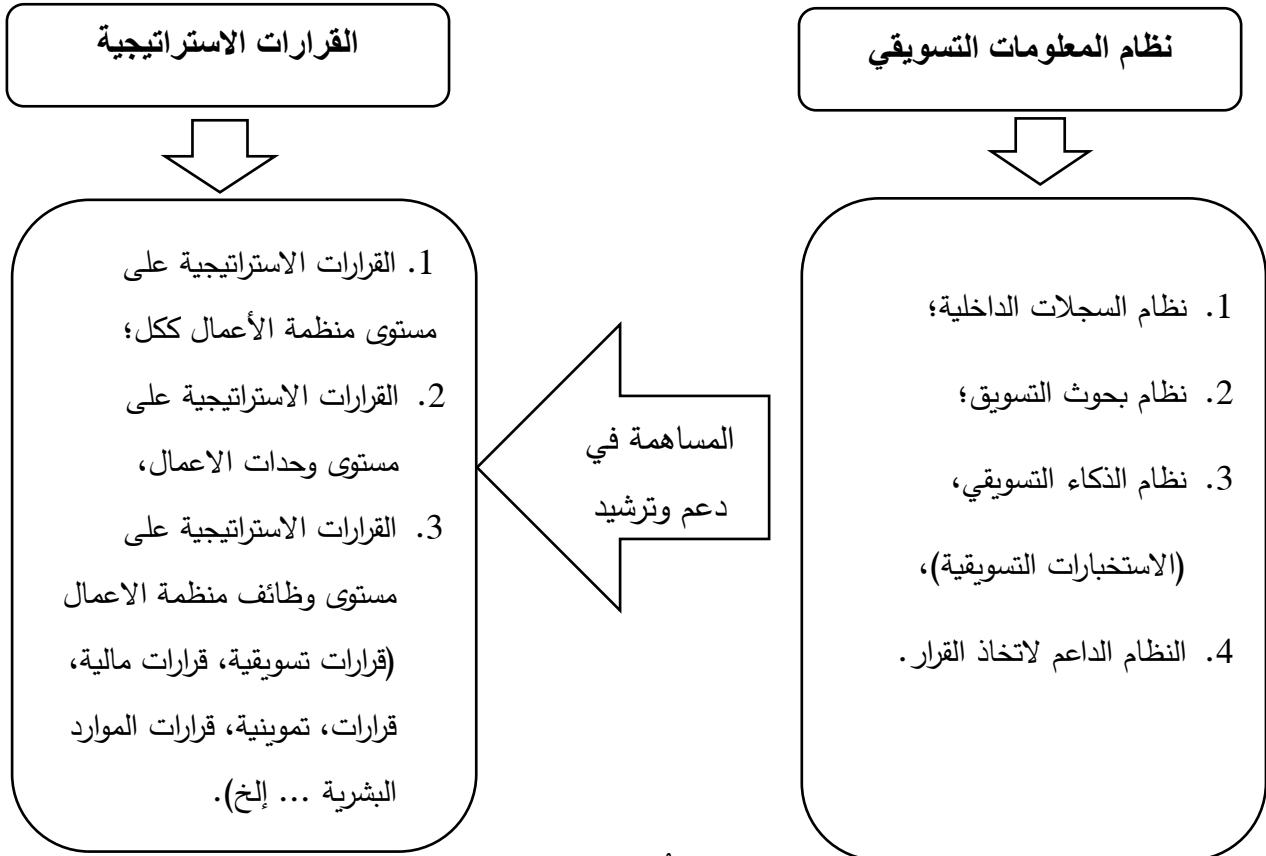 نظام المعلومات التسويقي
1. نظام السجلات الداخلية؛
2. نظام بحوث التسويق؛
3. نظام الذكاء التسويقي،
(الاستخبارات التسويقية)،
4. النظام الداعم لاتخاذ القرار.
المساهمة في
دعم وترشيد
القرارات الاستراتيجية
1. القرارات الاستراتيجية على
مستوى منظمة الأعمال ككل؛
2. القرارات الاستراتيجية على
مستوى وحدات الاعمال،
3. القرارات الاستراتيجية على
مستوى وظائف منظمة الاعمال
(قرارات تسويقية، قرارات مالية،
قرارات، تموينية، قرارات الموارد
البشرية ... إلخ).